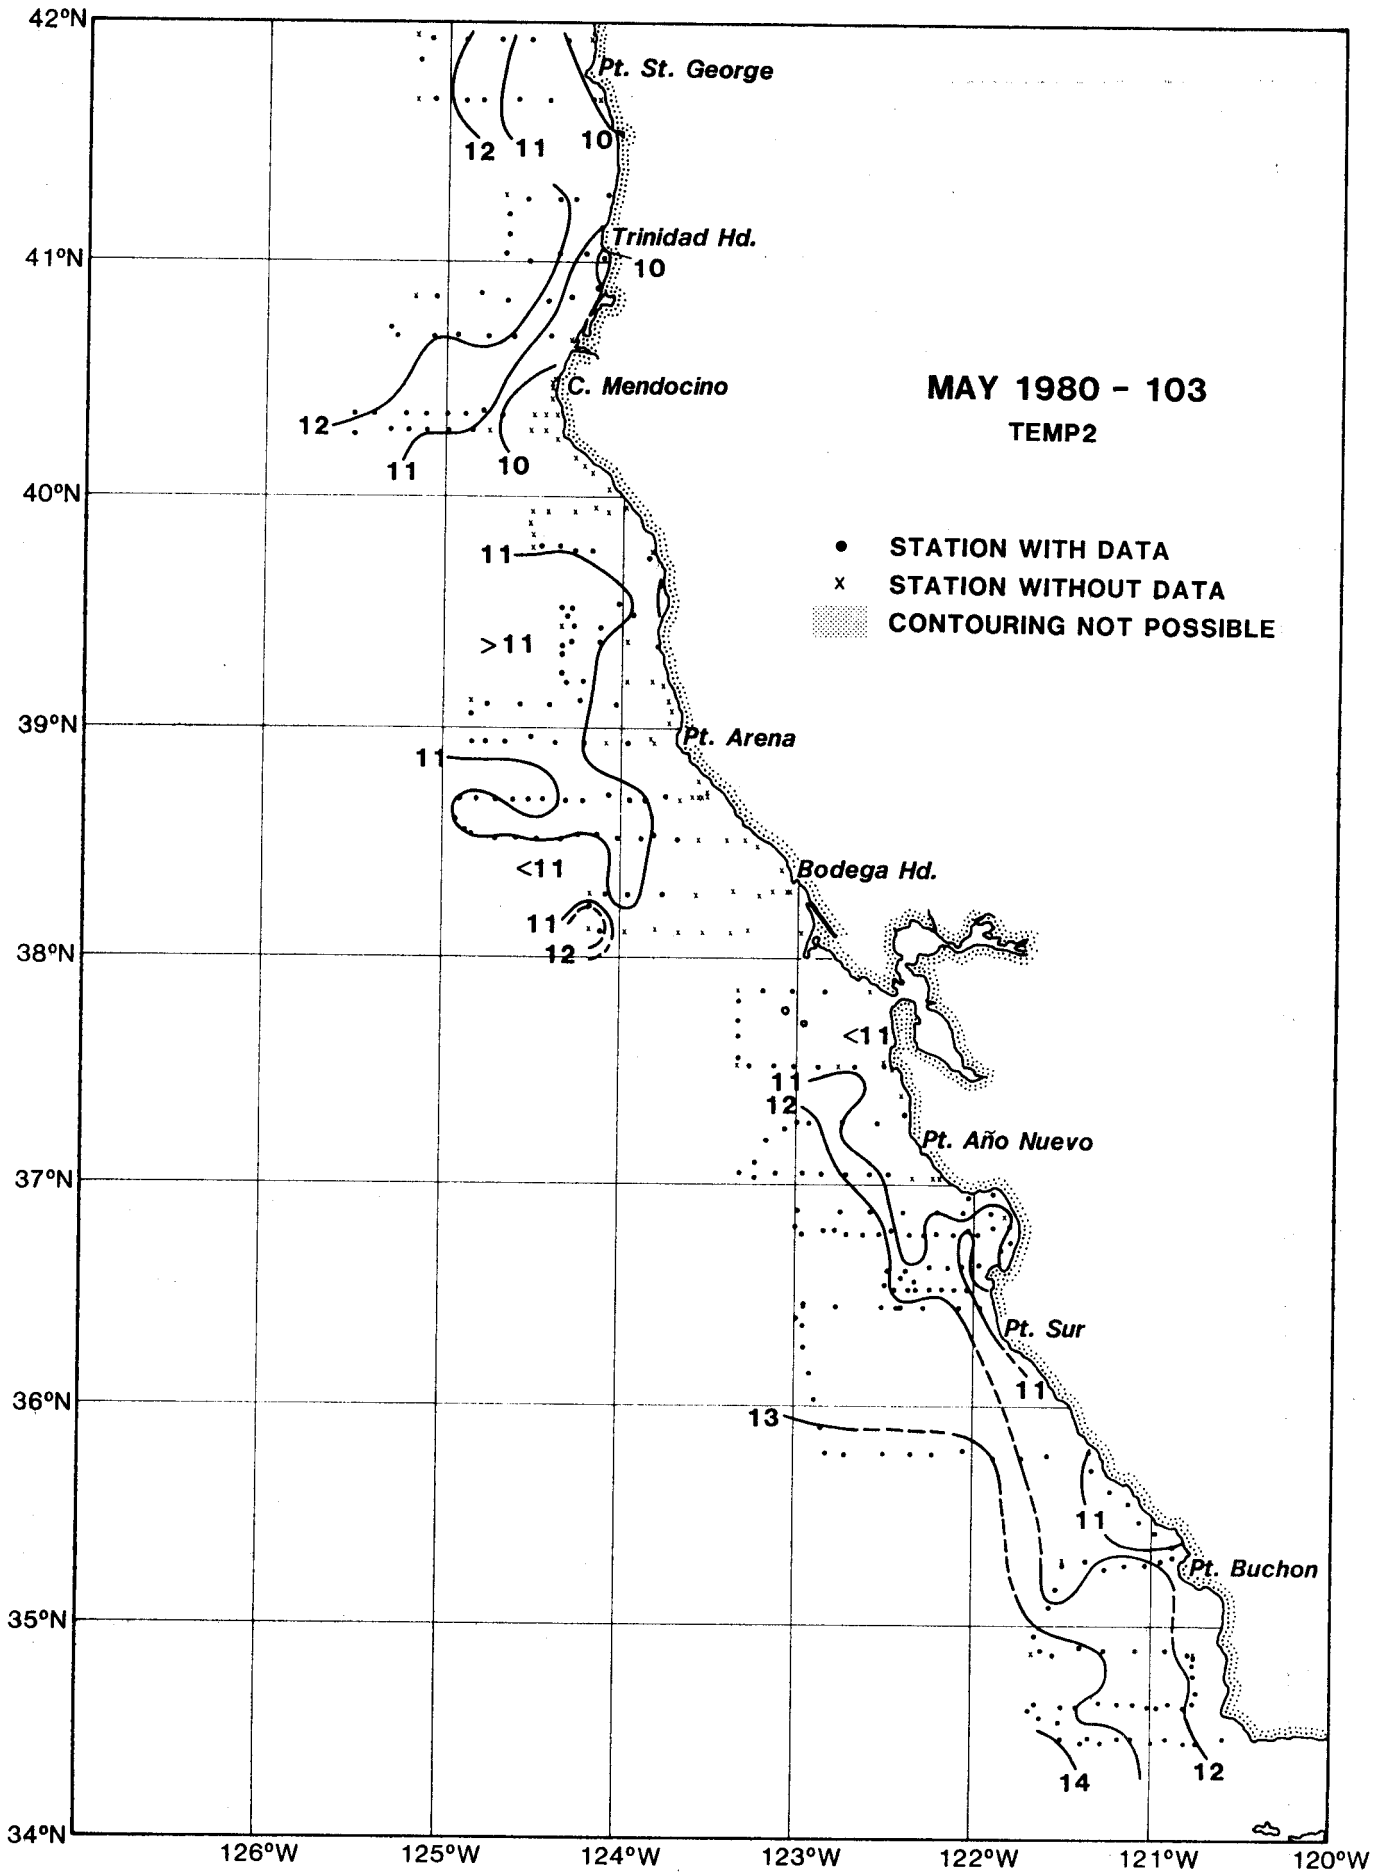 42°N
Pt. St. George
12
11
10
Trinidad Hd.
41°N
10
C. Mendocino
MAY 1980 - 103
TEMP2
12
11
10
40°N
11
• STATION WITH DATA
x STATION WITHOUT DATA
CONTOURING NOT POSSIBLE
>11
39°N
Pt. Arena
11
<11
Bodega Hd.
11
12
38°N
<11
11
12
Pt. Año Nuevo
37°N
Pt. Sur
11
36°N
13
11
Pt. Buchon
35°N
14
12
34°N
126°W
125°W
124°W
123°W
122°W
121°W
120°W